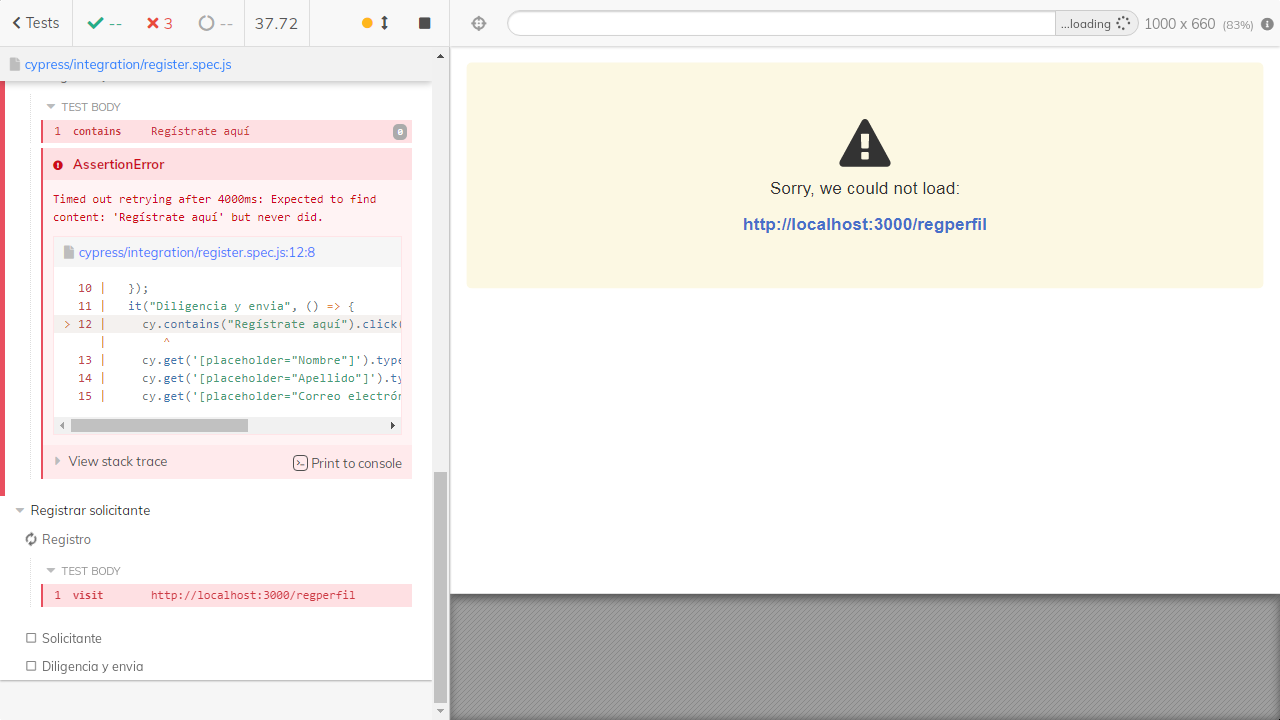 Tests
--
3
--
37.72
...loading
1000 x 660 (83%)
cypress/integration/register.spec.js
TEST BODY
1 contains Regístrate aquí 0
AssertionError
Timed out retrying after 4000ms: Expected to find
content: 'Regístrate aquí' but never did.
cypress/integration/register.spec.js:12:8
10 | });
11 | it("Diligencia y envia", () => {
> 12 | cy.contains("Regístrate aquí").click(
| ^
13 | cy.get('[placeholder="Nombre"]').type
14 | cy.get('[placeholder="Apellido"]').ty
15 | cy.get('[placeholder="Correo electrón
View stack trace
Print to console
Registrar solicitante
Registro
TEST BODY
1 visit http://localhost:3000/regperfil
Solicitante
Diligencia y envia
Sorry, we could not load:
http://localhost:3000/regperfil